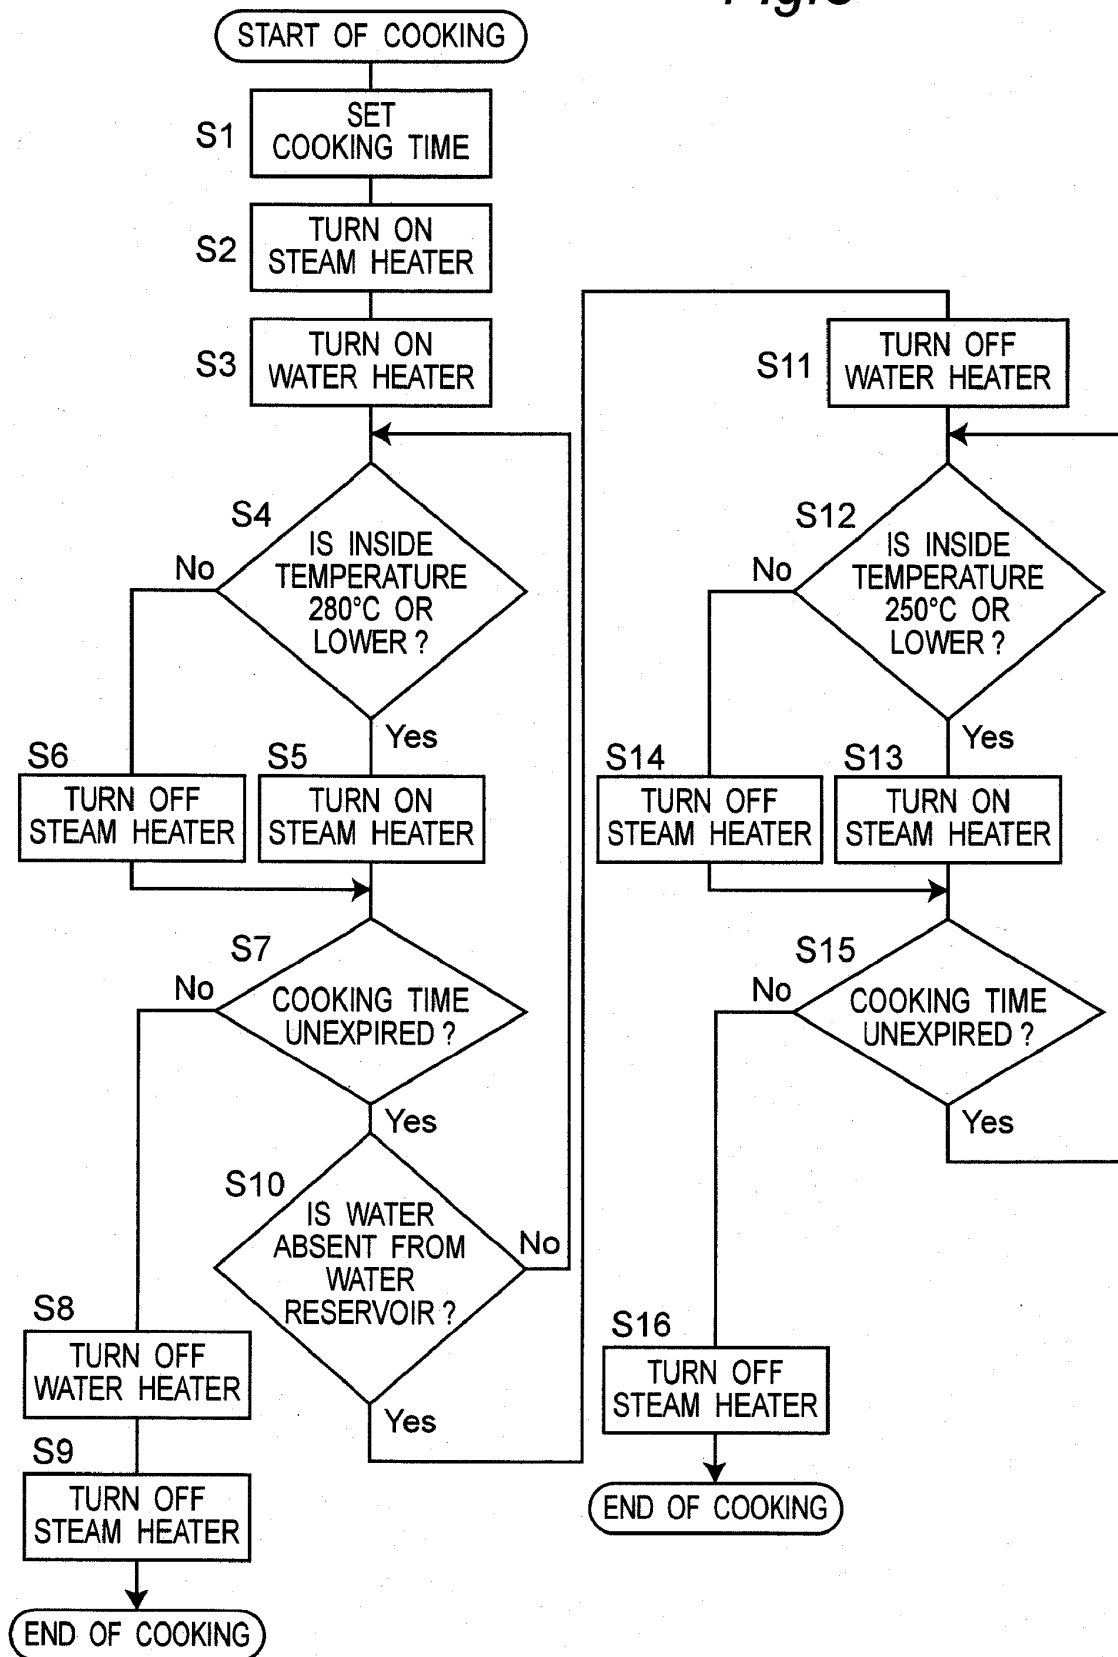 START OF COOKING
S1
SET
COOKING TIME
S2
TURN ON
STEAM HEATER
S3
TURN ON
WATER HEATER
S4
IS INSIDE
TEMPERATURE
280°C OR
LOWER ?
No
Yes
S6
TURN OFF
STEAM HEATER
S5
TURN ON
STEAM HEATER
S7
COOKING TIME
UNEXPIRED ?
No
Yes
S10
IS WATER
ABSENT FROM
WATER
RESERVOIR ?
No
Yes
S8
TURN OFF
WATER HEATER
S9
TURN OFF
STEAM HEATER
END OF COOKING
S11
TURN OFF
WATER HEATER
S12
IS INSIDE
TEMPERATURE
250°C OR
LOWER ?
No
Yes
S14
TURN OFF
STEAM HEATER
S13
TURN ON
STEAM HEATER
S15
COOKING TIME
UNEXPIRED ?
No
Yes
S16
TURN OFF
STEAM HEATER
END OF COOKING